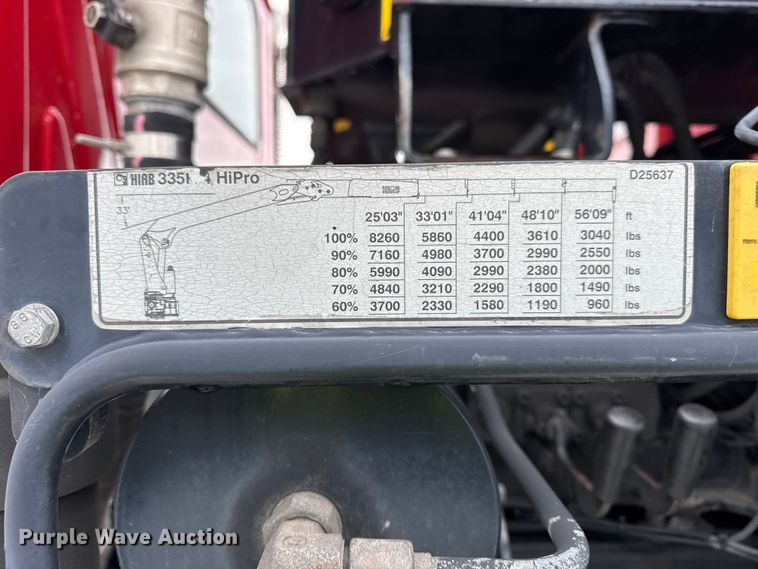 HIAB 335 4 HiPro D25637
33'
25'03" 33'01" 41'04" 48'10" 56'09" ft
100% 8260 5860 4400 3610 3040 lbs
90% 7160 4980 3700 2990 2550 lbs
80% 5990 4090 2990 2380 2000 lbs
70% 4840 3210 2290 1800 1490 lbs
60% 3700 2330 1580 1190 960 lbs
Purple Wave Auction